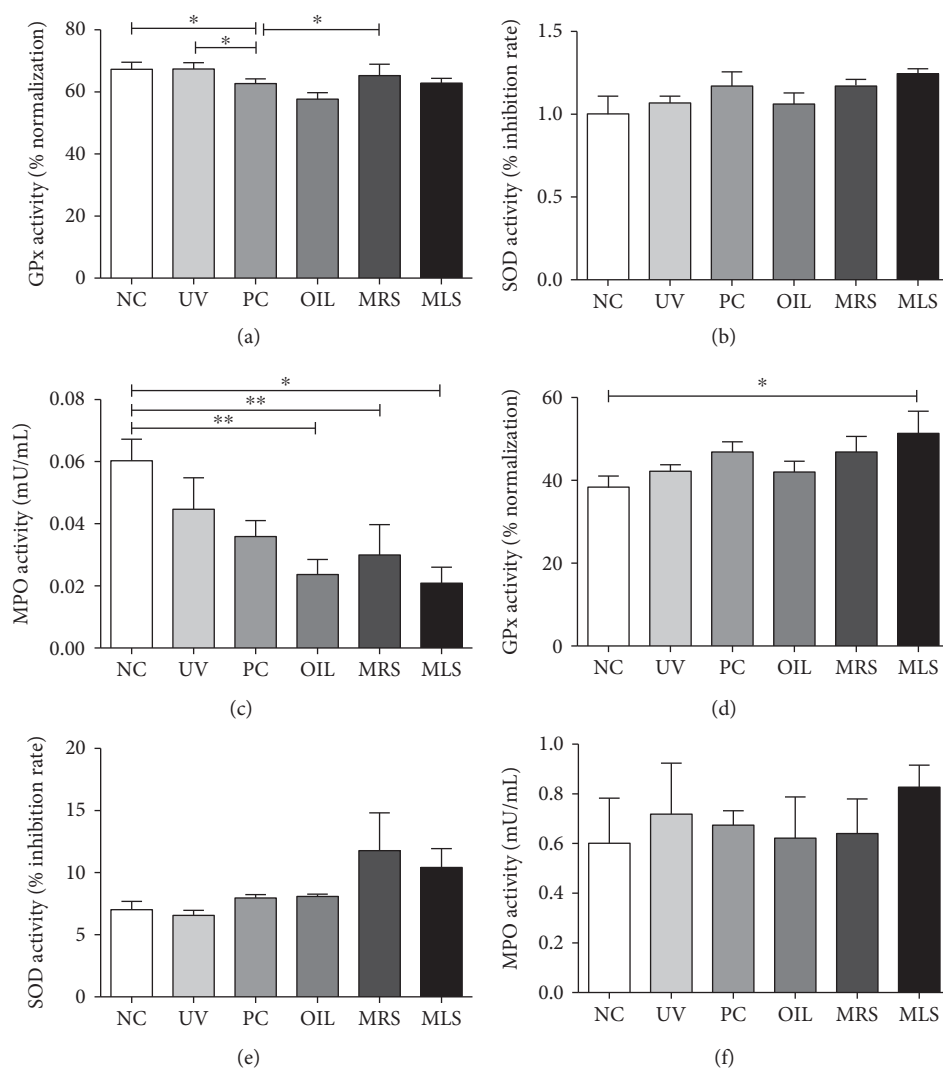 * *
*
GPx activity (% normalization)
80
60
40
20
0
NC UV PC OIL MRS MLS
(a)
SOD activity (% inhibition rate)
1.5
1.0
0.5
0.0
NC UV PC OIL MRS MLS
(b)
*
**
**
MPO activity (mU/mL)
0.08
0.06
0.04
0.02
0.00
NC UV PC OIL MRS MLS
(c)
*
GPx activity (% normalization)
60
40
20
0
NC UV PC OIL MRS MLS
(d)
SOD activity (% inhibition rate)
20
15
10
5
0
NC UV PC OIL MRS MLS
(e)
MPO activity (mU/mL)
1.0
0.8
0.6
0.4
0.2
0.0
NC UV PC OIL MRS MLS
(f)